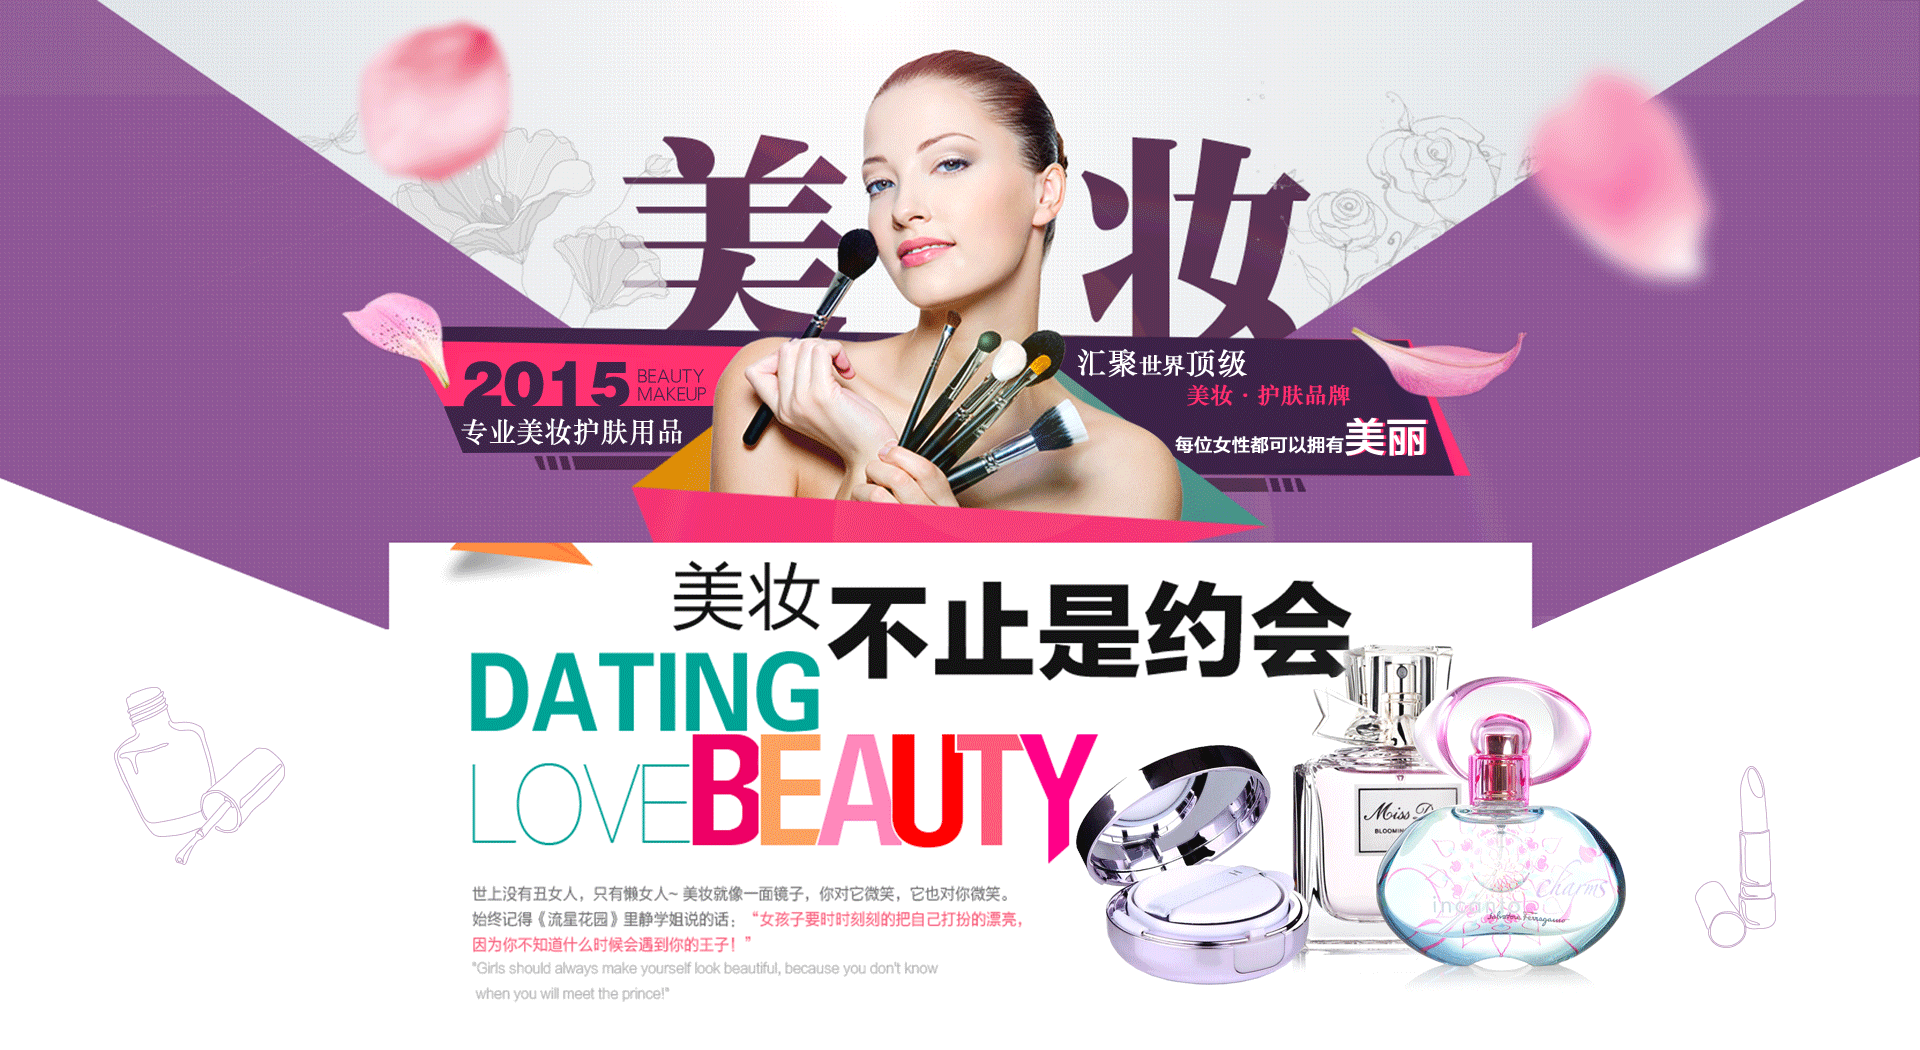 美妆
2015 BEAUTY MAKEUP
专业美妆护肤用品
汇聚世界顶级
美妆·护肤品牌
每位女性都可以拥有美丽
美妆不止是约会
DATING
LOVE BEAUTY
世上没有丑女人，只有懒女人~ 美妆就像一面镜子，你对它微笑，它也对你微笑。
始终记得《流星花园》里静学姐说的话：“女孩子要时时刻刻的把自己打扮的漂亮，
因为你不知道什么时候会遇到你的王子！”
"Girls should always make yourself look beautiful, because you don't know
when you will meet the prince!"
Miss D
BLOOMIN
incanto
charms
Salvatore Ferragamo